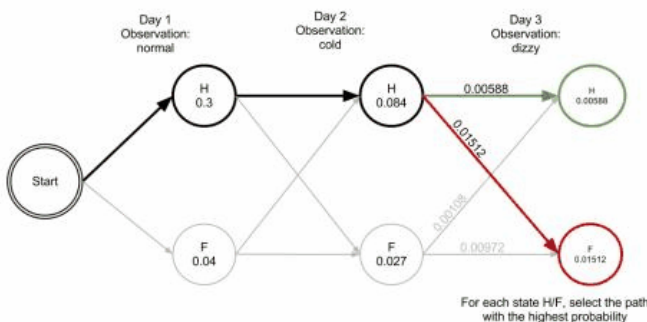 Day 1
Observation:
normal
Day 2
Observation:
cold
Day 3
Observation:
dizzy
Start
H
0.3
H
0.084
0.00588
H
0.00588
0.01512
0.00108
F
0.04
F
0.027
0.00972
F
0.01512
For each state H/F, select the path
with the highest probability